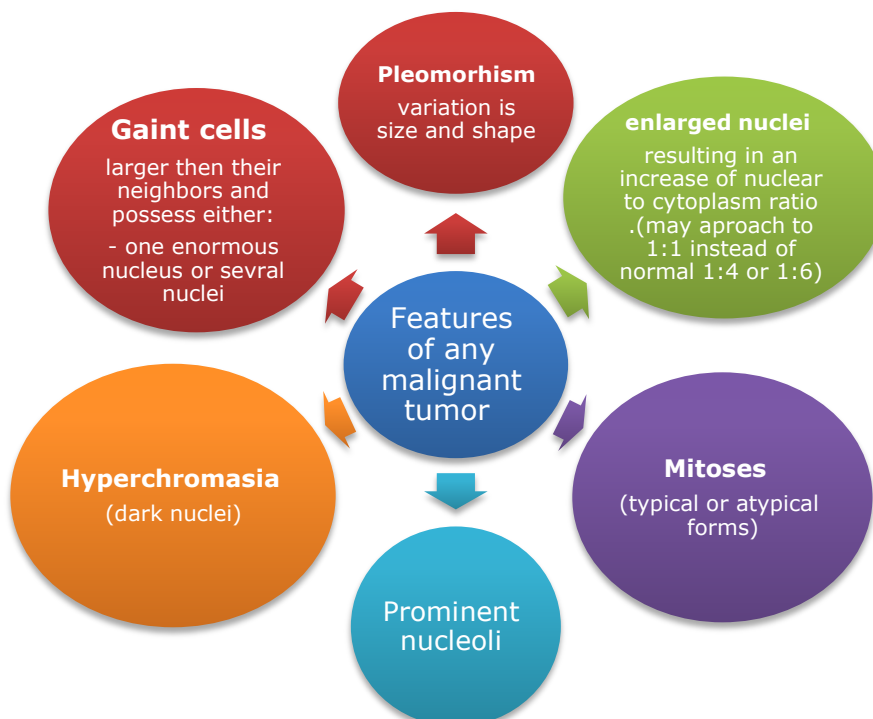 Pleomorhism
variation is
size and shape
Gaint cells
larger then their
neighbors and
possess either:
- one enormous
nucleus or sevral
nuclei
enlarged nuclei
resulting in an
increase of nuclear
to cytoplasm ratio
.(may aproach to
1:1 instead of
normal 1:4 or 1:6)
Features
of any
malignant
tumor
Hyperchromasia
(dark nuclei)
Mitoses
(typical or atypical
forms)
Prominent
nucleoli